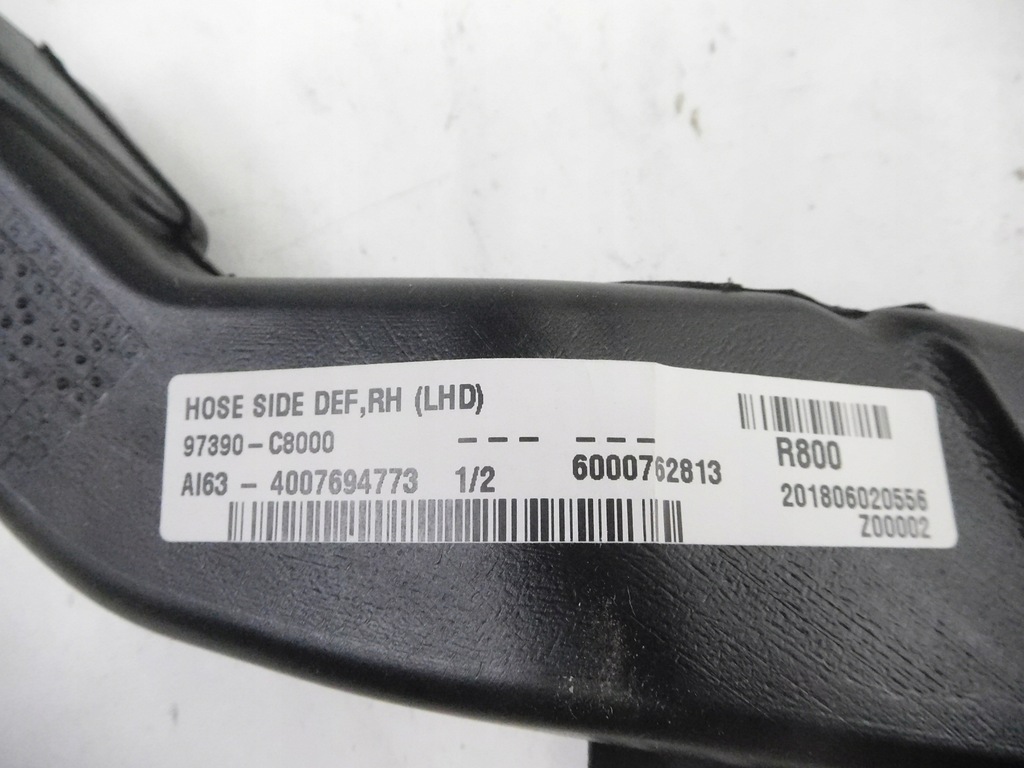 HOSE SIDE DEF,RH (LHD)
97390-C8000 --- ---
R800
AI63 - 4007694773 1/2 6000762813
201806020556
Z00002